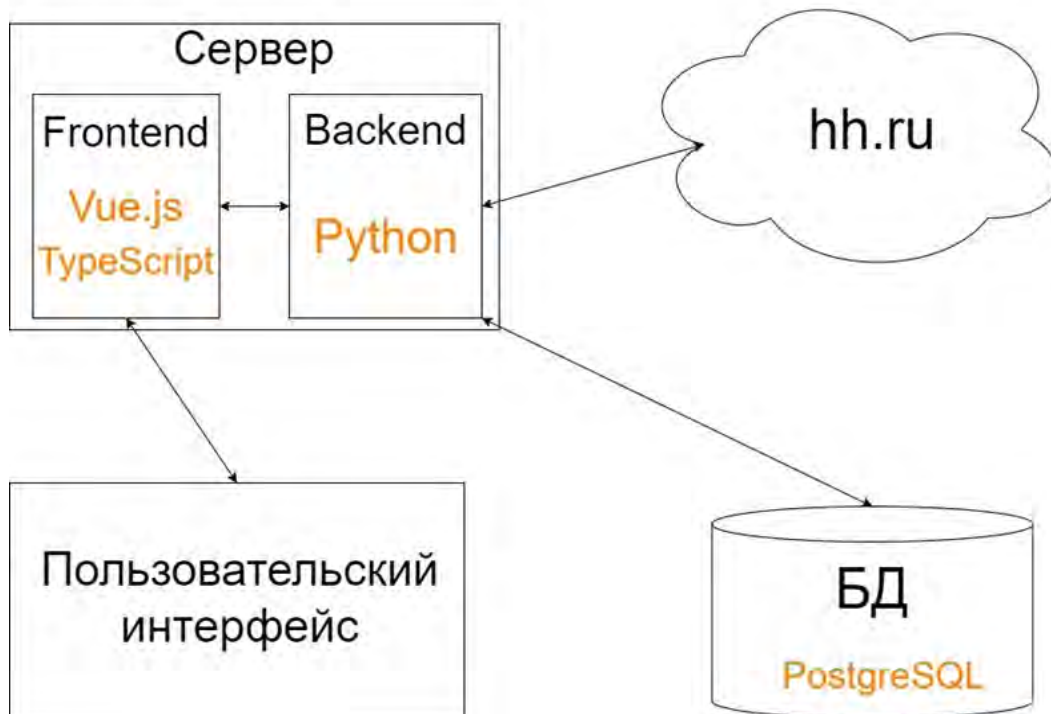 Сервер
Frontend
Vue.js
TypeScript
Backend
Python
hh.ru
Пользовательский
интерфейс
БД
PostgreSQL